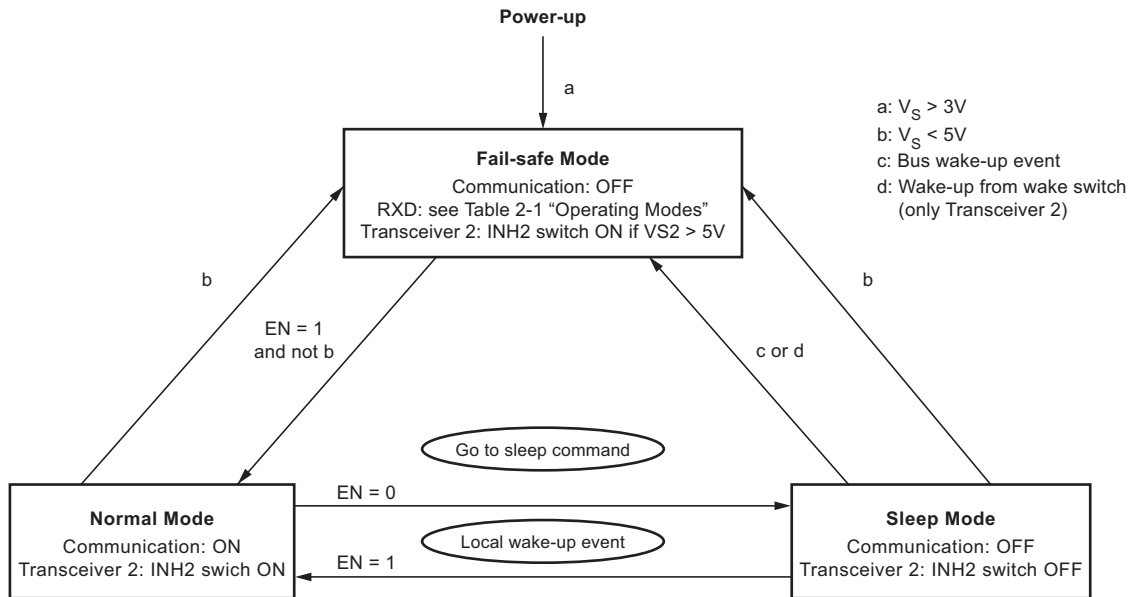 Power-up
a
a: VS > 3V
b: VS < 5V
c: Bus wake-up event
d: Wake-up from wake switch
(only Transceiver 2)
Fail-safe Mode
Communication: OFF
RXD: see Table 2-1 “Operating Modes”
Transceiver 2: INH2 switch ON if VS2 > 5V
b
EN = 1
and not b
c or d
b
Go to sleep command
EN = 0
Normal Mode
Communication: ON
Transceiver 2: INH2 swich ON
Local wake-up event
EN = 1
Sleep Mode
Communication: OFF
Transceiver 2: INH2 switch OFF